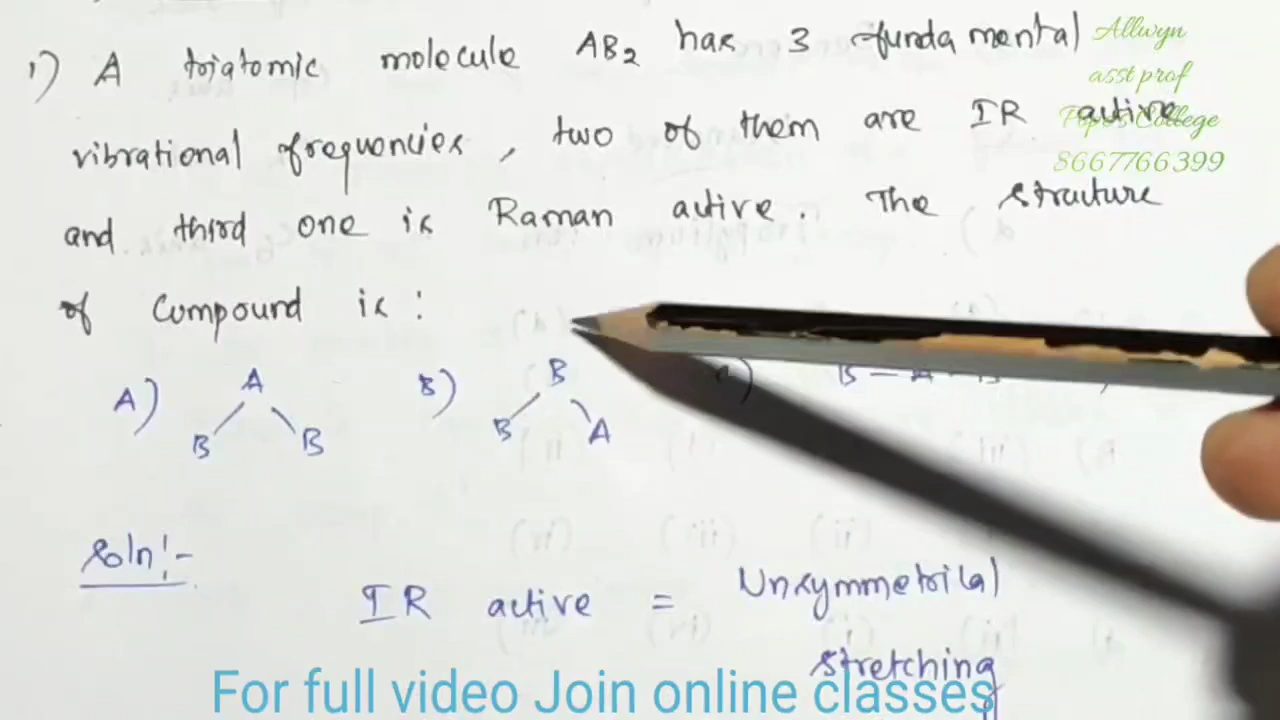 1) A triatomic molecule AB2 has 3 fundamental
Allwyn
asst prof
vibrational frequencies, two of them are IR active
College
8667766399
and third one is Raman active. The structure
of Compound is:
A) A B B
B) B B A
B – A – B
Soln:-
IR active = Unsymmetrical
stretching
For full video Join online classes